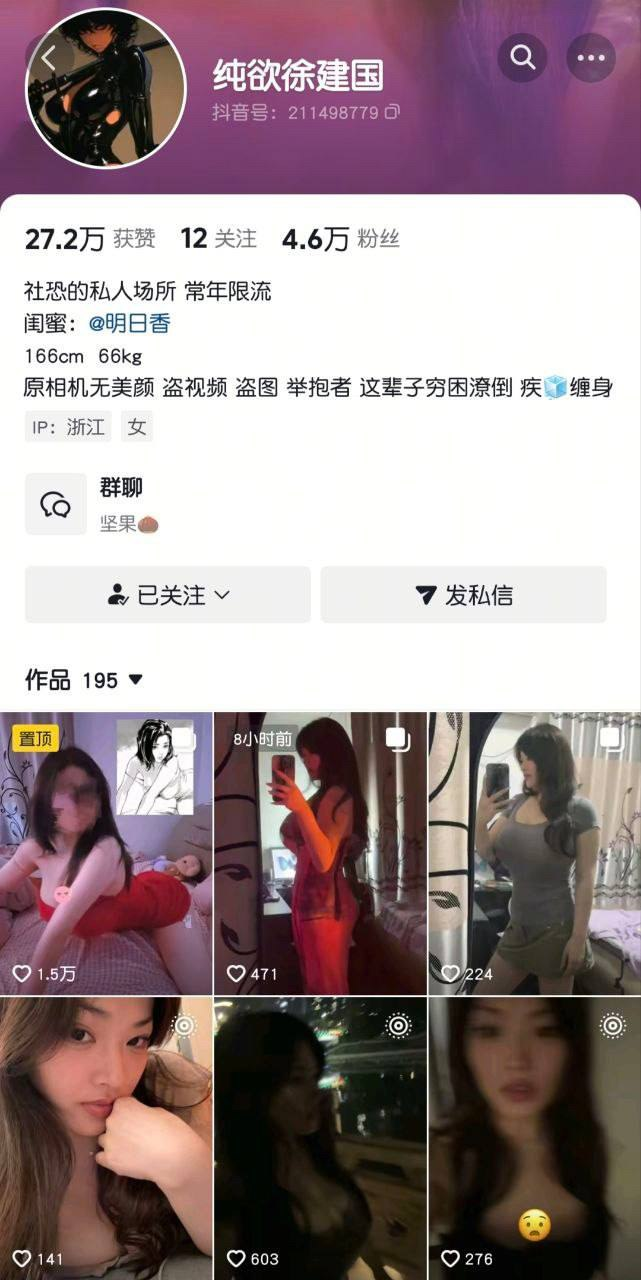 纯欲徐建国
抖音号：211498779
27.2万 获赞 12 关注 4.6万 粉丝
社恐的私人场所 常年限流
闺蜜：@明日香
166cm 66kg
原相机无美颜 盗视频 盗图 举抱者 这辈子穷困潦倒 疾🧊缠身
IP：浙江 女
群聊
坚果🌰
已关注 发私信
作品 195
置顶 8小时前
1.5万 471 224
141 603 276